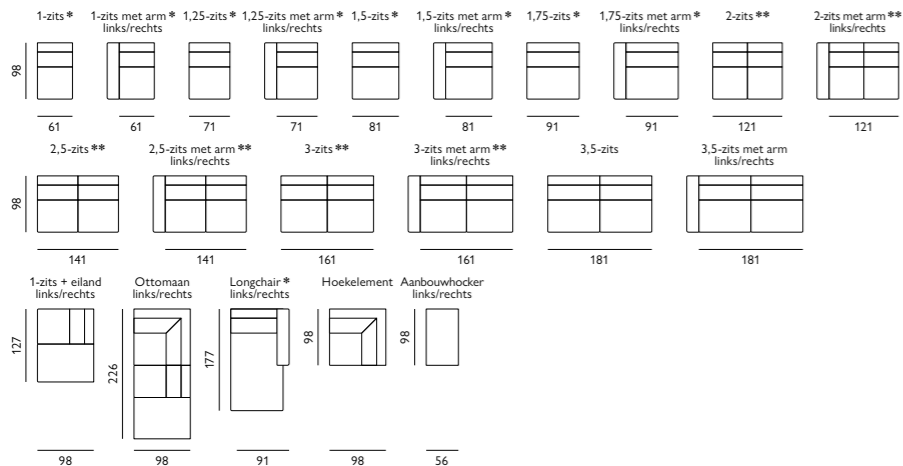 1-zits *
1-zits met arm *
links/rechts
1,25-zits *
1,25-zits met arm *
links/rechts
1,5-zits *
1,5-zits met arm *
links/rechts
1,75-zits *
1,75-zits met arm *
links/rechts
2-zits **
2-zits met arm **
links/rechts
98
61
61
71
71
81
81
91
91
121
121
2,5-zits **
2,5-zits met arm **
links/rechts
3-zits **
3-zits met arm **
links/rechts
3,5-zits
3,5-zits met arm
links/rechts
98
141
141
161
161
181
181
1-zits + eiland
links/rechts
Ottomaan
links/rechts
Longchair *
links/rechts
Hoekelement
Aanbouwhocker
links/rechts
127
226
177
98
98
98
98
91
98
56